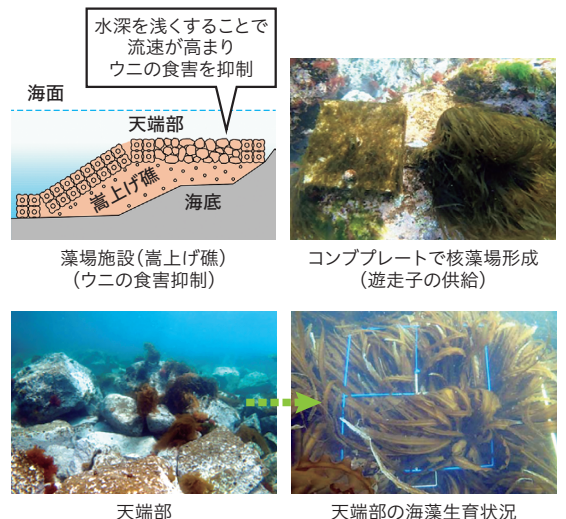 水深を浅くすることで
流速が高まり
ウニの食害を抑制
海面
天端部
嵩上げ礁
海底
藻場施設（嵩上げ礁）
（ウニの食害抑制）
コンブプレートで核藻場形成
（遊走子の供給）
天端部
天端部の海藻生育状況